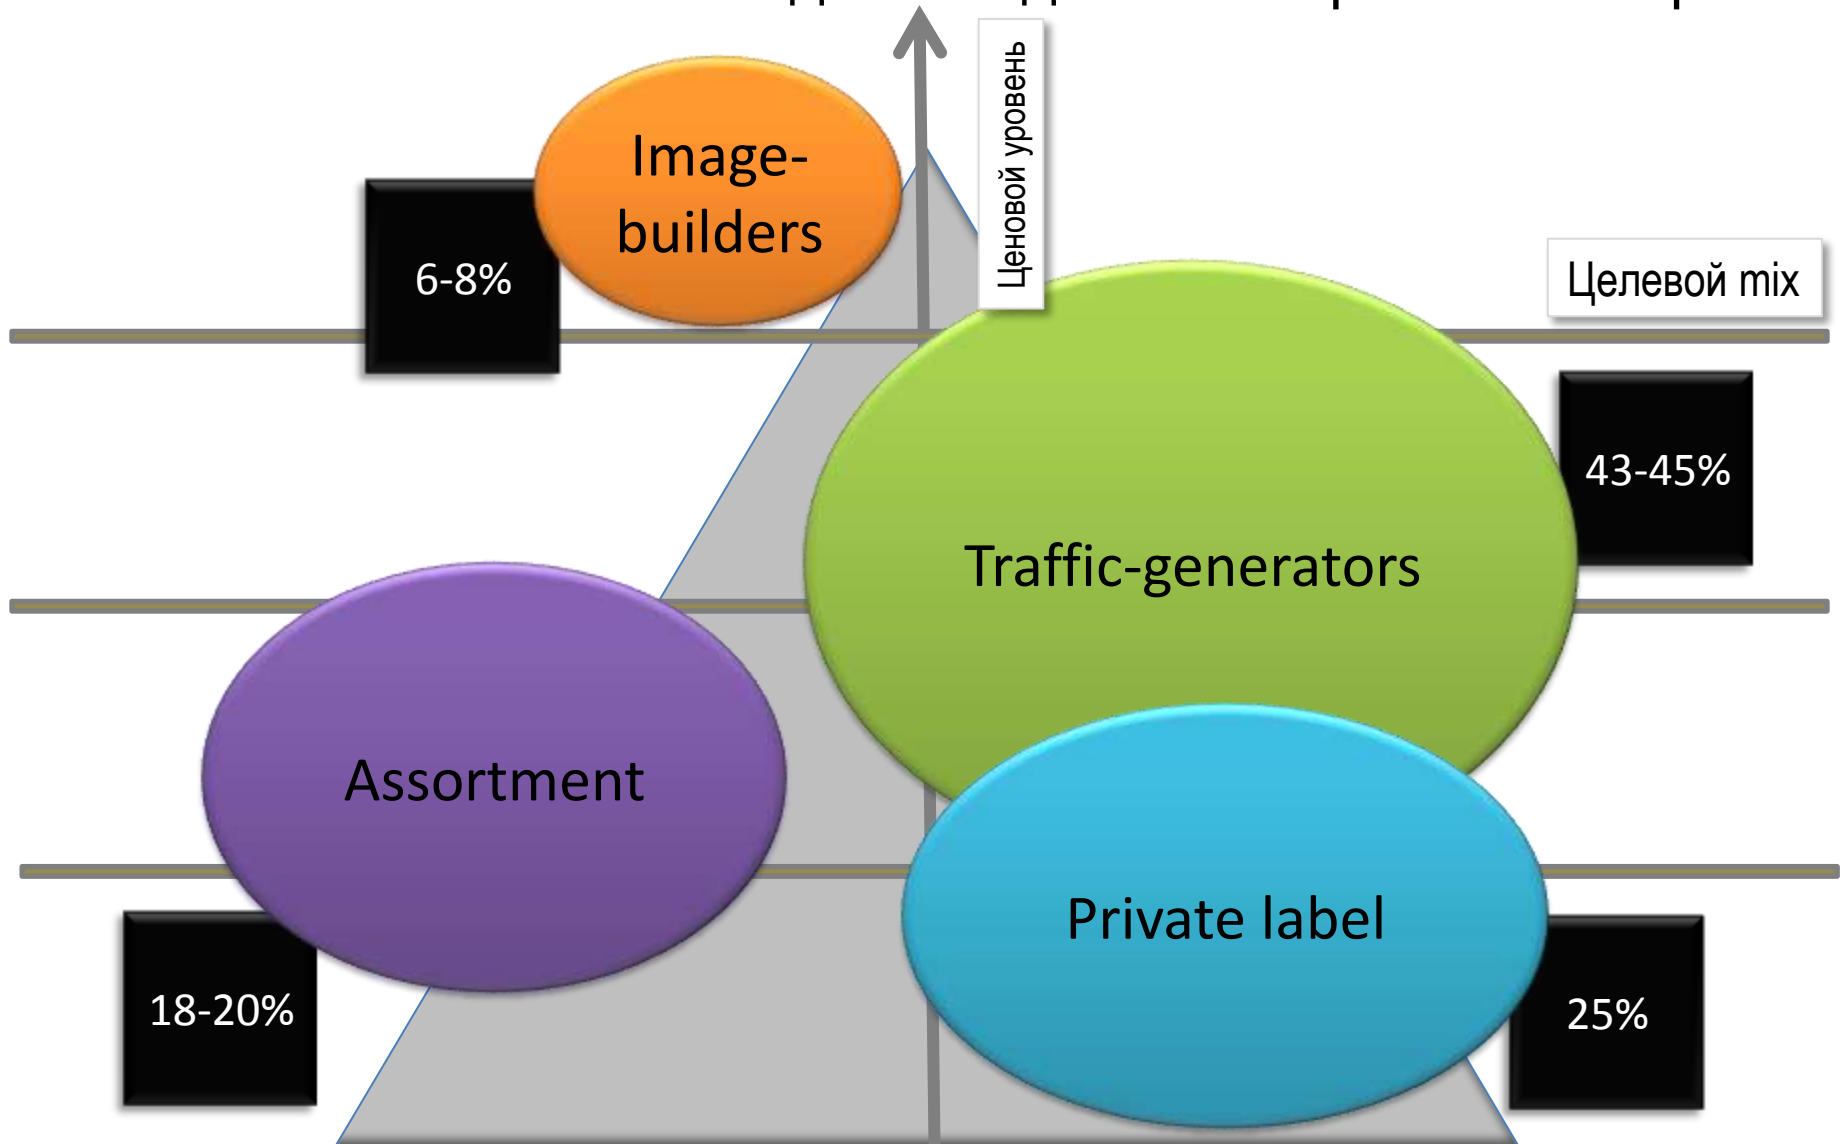 Ценовой уровень
Image-
builders
6-8%
Целевой mix
43-45%
Traffic-generators
Assortment
Private label
18-20%
25%